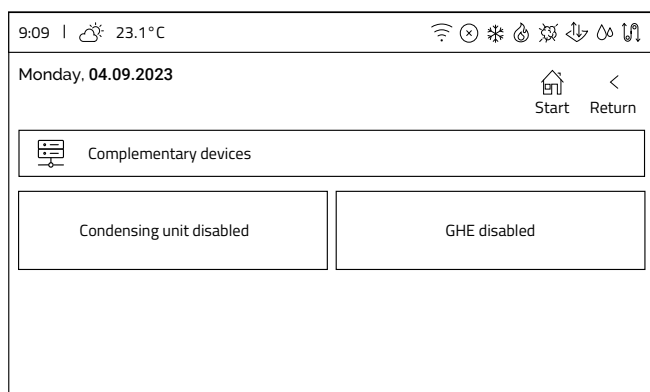 9:09 | 23.1°C
Monday, 04.09.2023
<
Start Return
Complementary devices
Condensing unit disabled GHE disabled